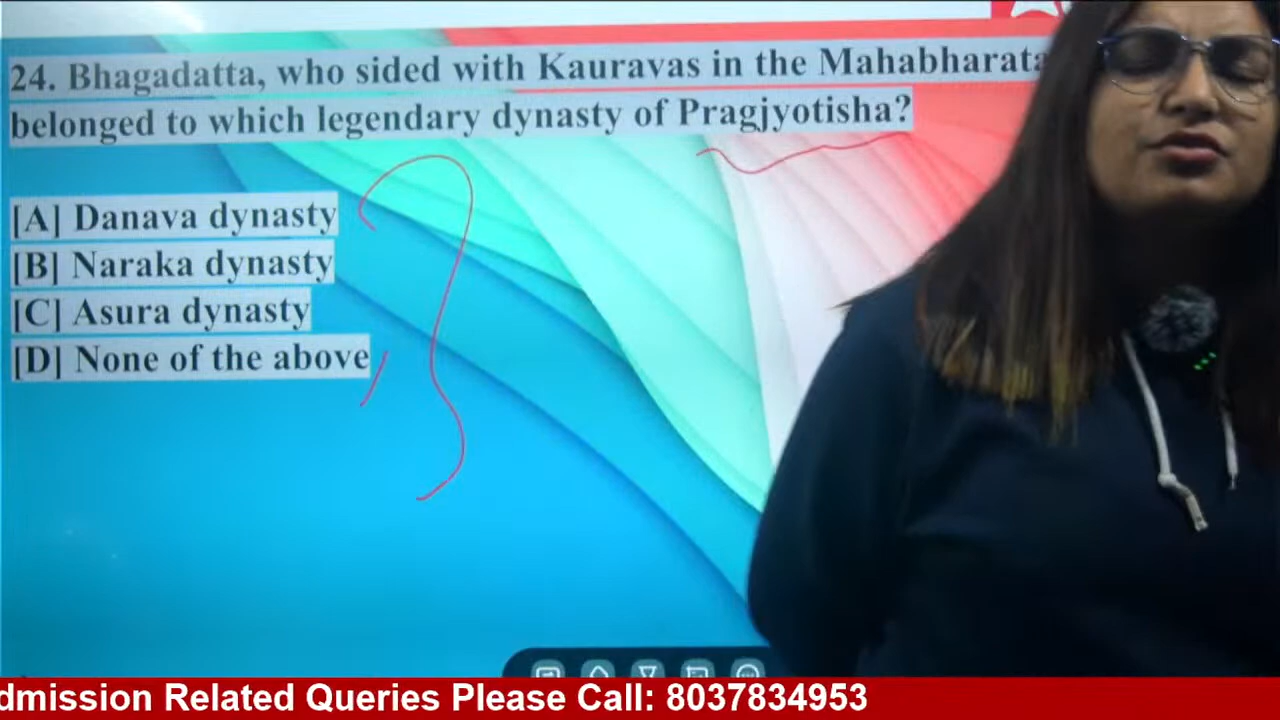 24. Bhagadatta, who sided with Kauravas in the Mahabharata
belonged to which legendary dynasty of Pragjyotisha?
[A] Danava dynasty
[B] Naraka dynasty
[C] Asura dynasty
[D] None of the above
dmission Related Queries Please Call: 8037834953